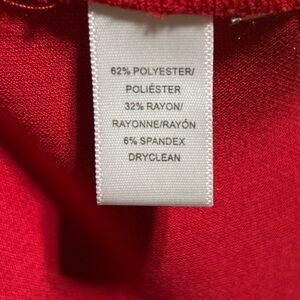 62% POLYESTER/
POLIÉSTER
32% RAYON/
RAYONNE/RAYÓN
6% SPANDEX
DRYCLEAN